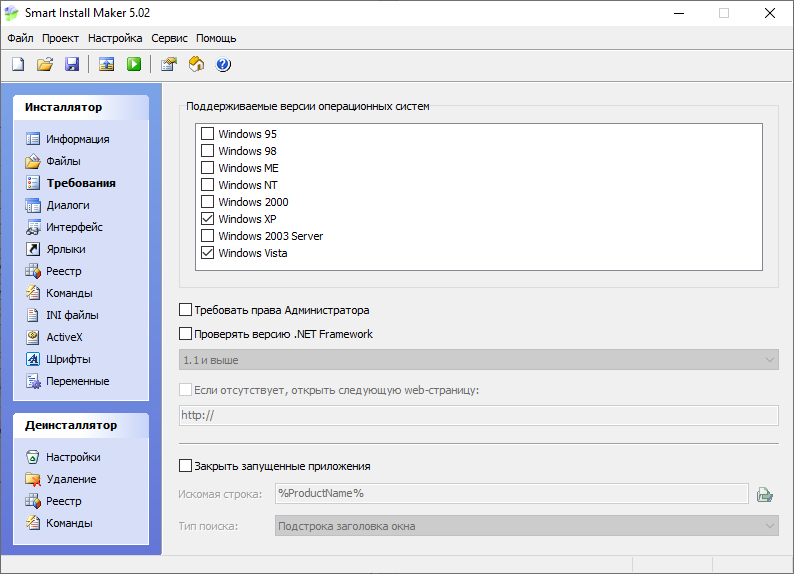 Smart Install Maker 5.02
Файл Проект Настройка Сервис Помощь
Инсталлятор
Информация
Файлы
Требования
Диалоги
Интерфейс
Ярлыки
Реестр
Команды
INI файлы
ActiveX
Шрифты
Переменные
Деинсталлятор
Настройки
Удаление
Реестр
Команды
Поддерживаемые версии операционных систем
Windows 95
Windows 98
Windows ME
Windows NT
Windows 2000
Windows XP
Windows 2003 Server
Windows Vista
Требовать права Администратора
Проверять версию .NET Framework
1.1 и выше
Если отсутствует, открыть следующую web-страницу:
http://
Закрыть запущенные приложения
Искомая строка: %ProductName%
Тип поиска: Подстрока заголовка окна